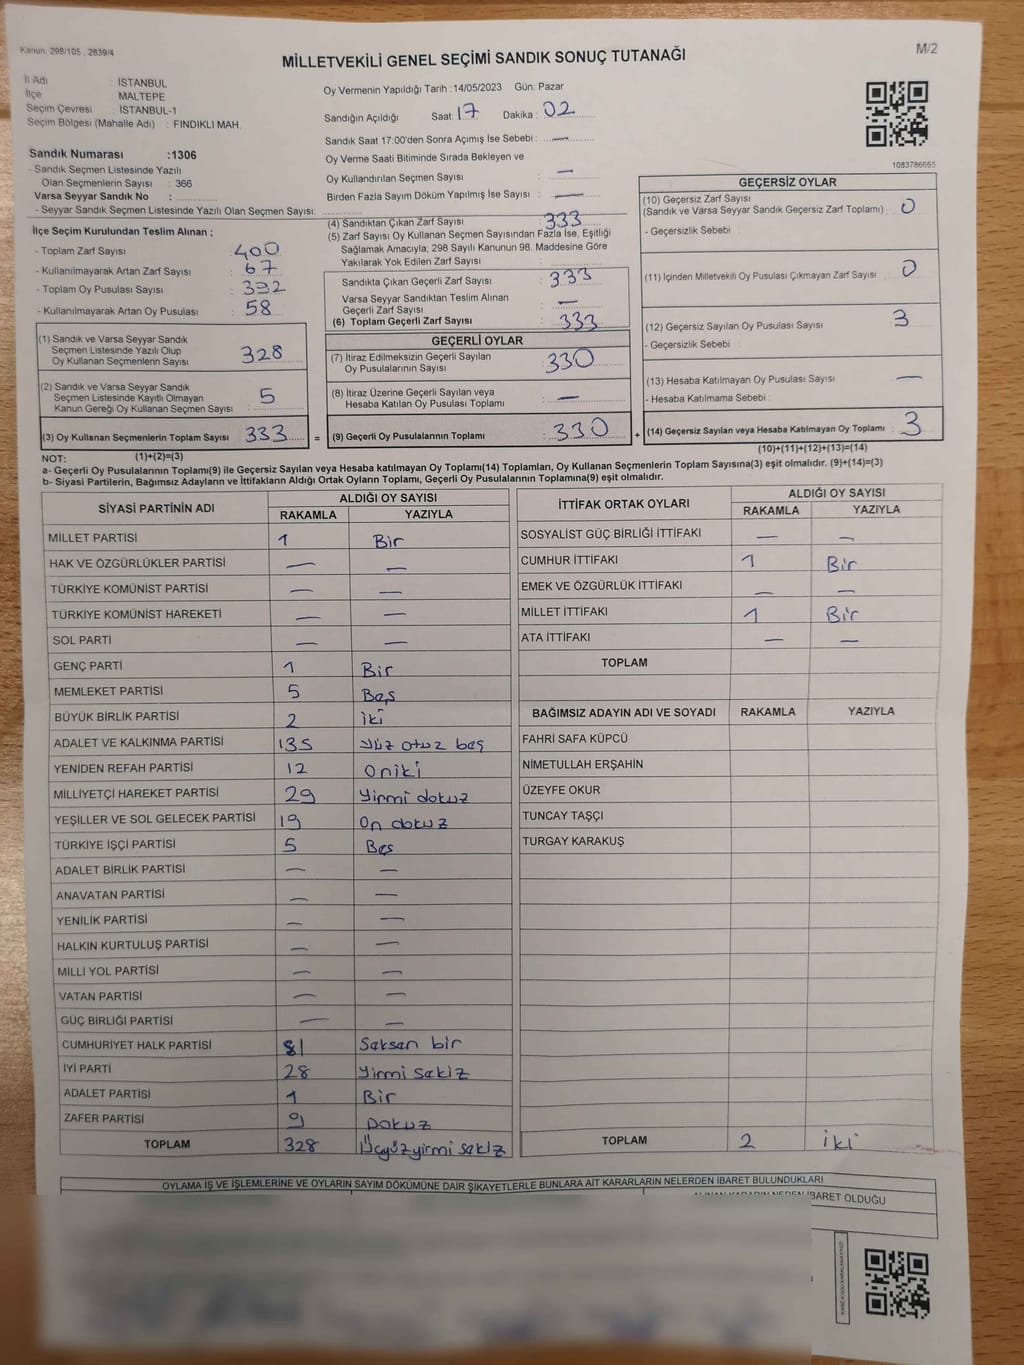 Kanun: 298/105 , 2839/4
MİLLETVEKİLİ GENEL SEÇİMİ SANDIK SONUÇ TUTANAĞI
M/2
İl Adı : İSTANBUL
İlçe : MALTEPE
Seçim Çevresi : İSTANBUL-1
Seçim Bölgesi (Mahalle Adı) : FINDIKLI MAH.
Sandık Numarası :1306
- Sandık Seçmen Listesinde Yazılı
Olan Seçmenlerin Sayısı : 366
Varsa Seyyar Sandık No :
- Seyyar Sandık Seçmen Listesinde Yazılı Olan Seçmen Sayısı:
İlçe Seçim Kurulundan Teslim Alınan ;
- Toplam Zarf Sayısı : 400
- Kullanılmayarak Artan Zarf Sayısı : 67
- Toplam Oy Pusulası Sayısı : 392
- Kullanılmayarak Artan Oy Pusulası : 58
(1) Sandık ve Varsa Seyyar Sandık
Seçmen Listesinde Yazılı Olup
Oy Kullanan Seçmenlerin Sayısı : 328
(2) Sandık ve Varsa Seyyar Sandık
Seçmen Listesinde Kayıtlı Olmayan
Kanun Gereği Oy Kullanan Seçmen Sayısı : 5
(3) Oy Kullanan Seçmenlerin Toplam Sayısı : 333
Oy Vermenin Yapıldığı Tarih :14/05/2023 Gün: Pazar
Sandığın Açıldığı Saat: 17 Dakika : 02
Sandık Saat 17:00'den Sonra Açımış İse Sebebi : —
Oy Verme Saati Bitiminde Sırada Bekleyen ve
Oy Kullandırılan Seçmen Sayısı : —
Birden Fazla Sayım Döküm Yapılmış İse Sayısı : —
(4) Sandıktan Çıkan Zarf Sayısı : 333
(5) Zarf Sayısı Oy Kullanan Seçmen Sayısından Fazla İse, Eşitliği
Sağlamak Amacıyla; 298 Sayılı Kanunun 98. Maddesine Göre
Yakılarak Yok Edilen Zarf Sayısı :
Sandıkta Çıkan Geçerli Zarf Sayısı : 333
Varsa Seyyar Sandıktan Teslim Alınan
Geçerli Zarf Sayısı : —
(6) Toplam Geçerli Zarf Sayısı : 333
GEÇERLİ OYLAR
(7) İtiraz Edilmeksizin Geçerli Sayılan
Oy Pusulalarının Sayısı : 330
(8) İtiraz Üzerine Geçerli Sayılan veya
Hesaba Katılan Oy Pusulası Toplamı : —
= (9) Geçerli Oy Pusulalarının Toplamı : 330 +
1083786665
GEÇERSİZ OYLAR
(10) Geçersiz Zarf Sayısı
(Sandık ve Varsa Seyyar Sandık Geçersiz Zarf Toplamı) : 0
- Geçersizlik Sebebi
(11) İçinden Milletvekili Oy Pusulası Çıkmayan Zarf Sayısı : 0
(12) Geçersiz Sayılan Oy Pusulası Sayısı : 3
- Geçersizlik Sebebi :
(13) Hesaba Katılmayan Oy Pusulası Sayısı : —
- Hesaba Katılmama Sebebi :
(14) Geçersiz Sayılan veya Hesaba Katılmayan Oy Toplamı : 3
NOT: (1)+(2)=(3)
(10)+(11)+(12)+(13)=(14)
a- Geçerli Oy Pusulalarının Toplamı(9) ile Geçersiz Sayılan veya Hesaba katılmayan Oy Toplamı(14) Toplamları, Oy Kullanan Seçmenlerin Toplam Sayısına(3) eşit olmalıdır. (9)+(14)=(3)
b- Siyasi Partilerin, Bağımsız Adayların ve İttifakların Aldığı Ortak Oyların Toplamı, Geçerli Oy Pusulalarının Toplamına(9) eşit olmalıdır.
SİYASİ PARTİNİN ADI
ALDIĞI OY SAYISI
RAKAMLA YAZIYLA
MİLLET PARTİSİ 1 Bir
HAK VE ÖZGÜRLÜKLER PARTİSİ — —
TÜRKİYE KOMÜNİST PARTİSİ — —
TÜRKİYE KOMÜNİST HAREKETİ — —
SOL PARTİ — —
GENÇ PARTİ 1 Bir
MEMLEKET PARTİSİ 5 Beş
BÜYÜK BİRLİK PARTİSİ 2 iki
ADALET VE KALKINMA PARTİSİ 135 Yüz otuz beş
YENİDEN REFAH PARTİSİ 12 Oniki
MİLLİYETÇİ HAREKET PARTİSİ 29 Yirmi dokuz
YEŞİLLER VE SOL GELECEK PARTİSİ 19 On dokuz
TÜRKİYE İŞÇİ PARTİSİ 5 Beş
ADALET BİRLİK PARTİSİ — —
ANAVATAN PARTİSİ — —
YENİLİK PARTİSİ — —
HALKIN KURTULUŞ PARTİSİ — —
MİLLİ YOL PARTİSİ — —
VATAN PARTİSİ — —
GÜÇ BİRLİĞİ PARTİSİ — —
CUMHURİYET HALK PARTİSİ 81 Seksen bir
İYİ PARTİ 28 Yirmi sekiz
ADALET PARTİSİ 1 Bir
ZAFER PARTİSİ 9 Dokuz
TOPLAM 328 Üçyüzyirmi sekiz
İTTİFAK ORTAK OYLARI
ALDIĞI OY SAYISI
RAKAMLA YAZIYLA
SOSYALİST GÜÇ BİRLİĞİ İTTİFAKI — —
CUMHUR İTTİFAKI 1 Bir
EMEK VE ÖZGÜRLÜK İTTİFAKI — —
MİLLET İTTİFAKI 1 Bir
ATA İTTİFAKI — —
TOPLAM
BAĞIMSIZ ADAYIN ADI VE SOYADI RAKAMLA YAZIYLA
FAHRİ SAFA KÜPCÜ
NİMETULLAH ERŞAHİN
ÜZEYFE OKUR
TUNCAY TAŞÇI
TURGAY KARAKUŞ
TOPLAM 2 iki
OYLAMA İŞ VE İŞLEMLERİNE VE OYLARIN SAYIM DÖKÜMÜNE DAİR ŞİKAYETLERLE BUNLARA AİT KARARLARIN NELERDEN İBARET BULUNDUKLARI
İBARET OLDUĞU